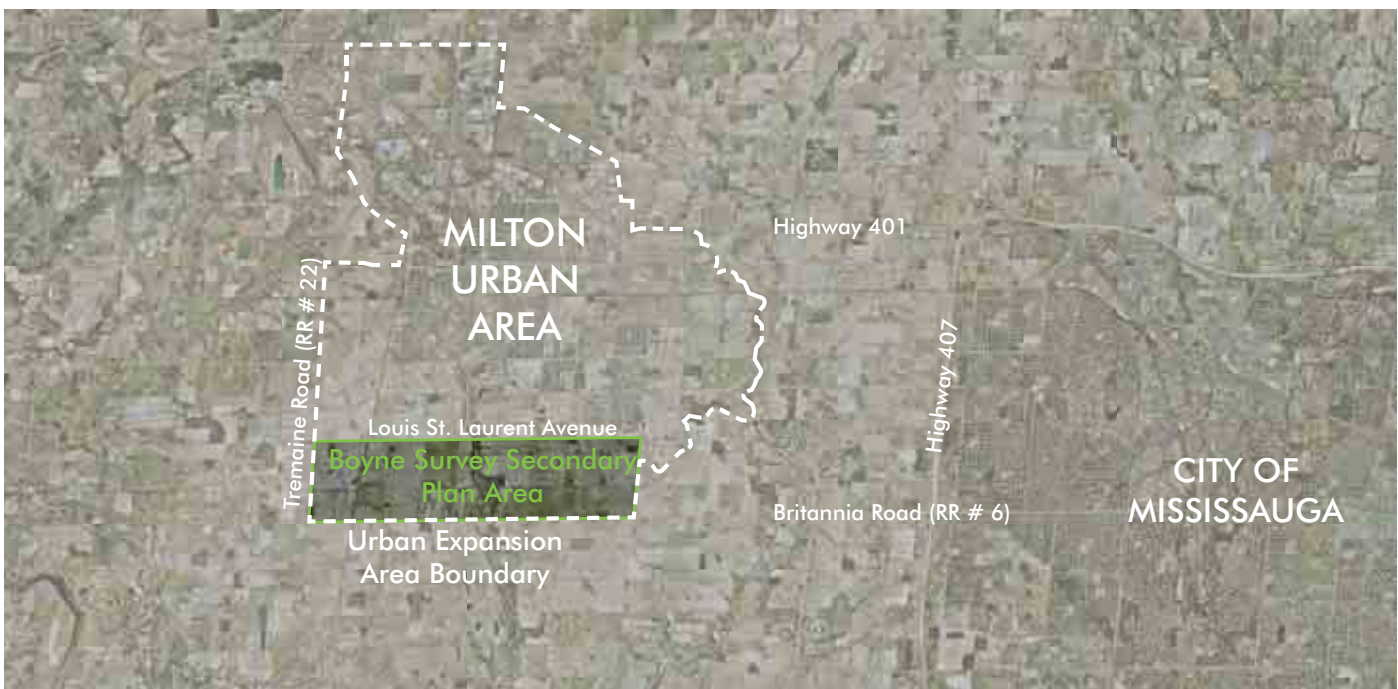 MILTON
URBAN
AREA
Highway 401
Tremaine Road (RR # 22)
Highway 407
Louis St. Laurent Avenue
Boyne Survey Secondary
Plan Area
CITY OF
MISSISSAUGA
Britannia Road (RR # 6)
Urban Expansion
Area Boundary